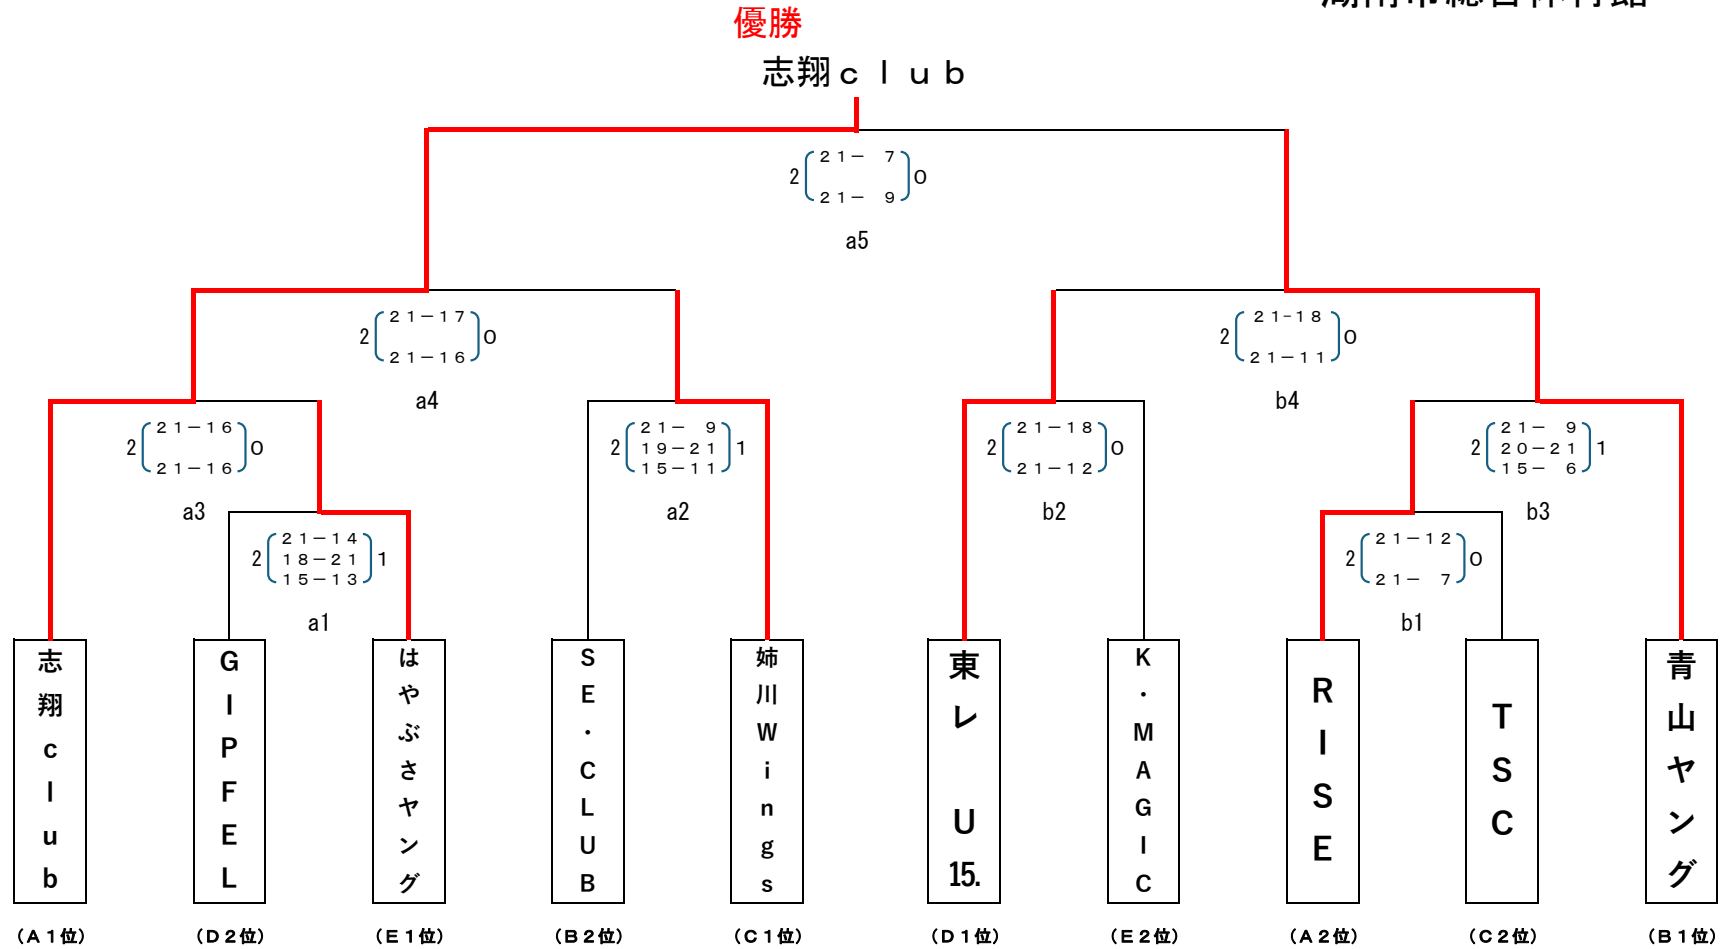 優勝
志翔ｃｌｕｂ
2 ２１－　７ 0
２１－　９
a5
2 ２１－１７ 0
２１－１６
a4
2 ２１-１８ 0
２１－１１
b4
2 ２１－１６ 0
２１－１６
a3
2 ２１－　９ 1
１９－２１
１５－１１
a2
2 ２１－１８ 0
２１－１２
b2
2 ２１－　９ 1
２０－２１
１５－　６
b3
2 ２１－１４ 1
１８－２１
１５－１３
a1
2 ２１－１２ 0
２１－　７
b1
志翔ｃｌｕｂ
ＧＩＰＦＥＬ
はやぶさヤング
ＳＥ・ＣＬＵＢ
姉川Ｗｉｎｇｓ
東レ　Ｕ15.
Ｋ・ＭＡＧＩＣ
ＲＩＳＥ
ＴＳＣ
青山ヤング
（Ａ１位）
（Ｄ２位）
（Ｅ１位）
（Ｂ２位）
（Ｃ１位）
（Ｄ１位）
（Ｅ２位）
（Ａ２位）
（Ｃ２位）
（Ｂ１位）